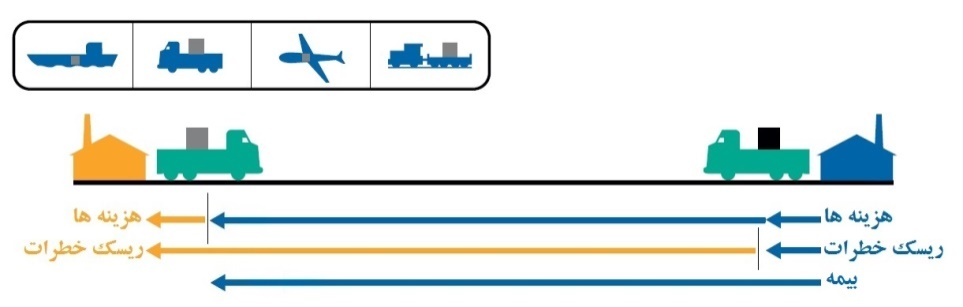 هزینه ها هزینه ها
ریسک خطرات ریسک خطرات
بیمه